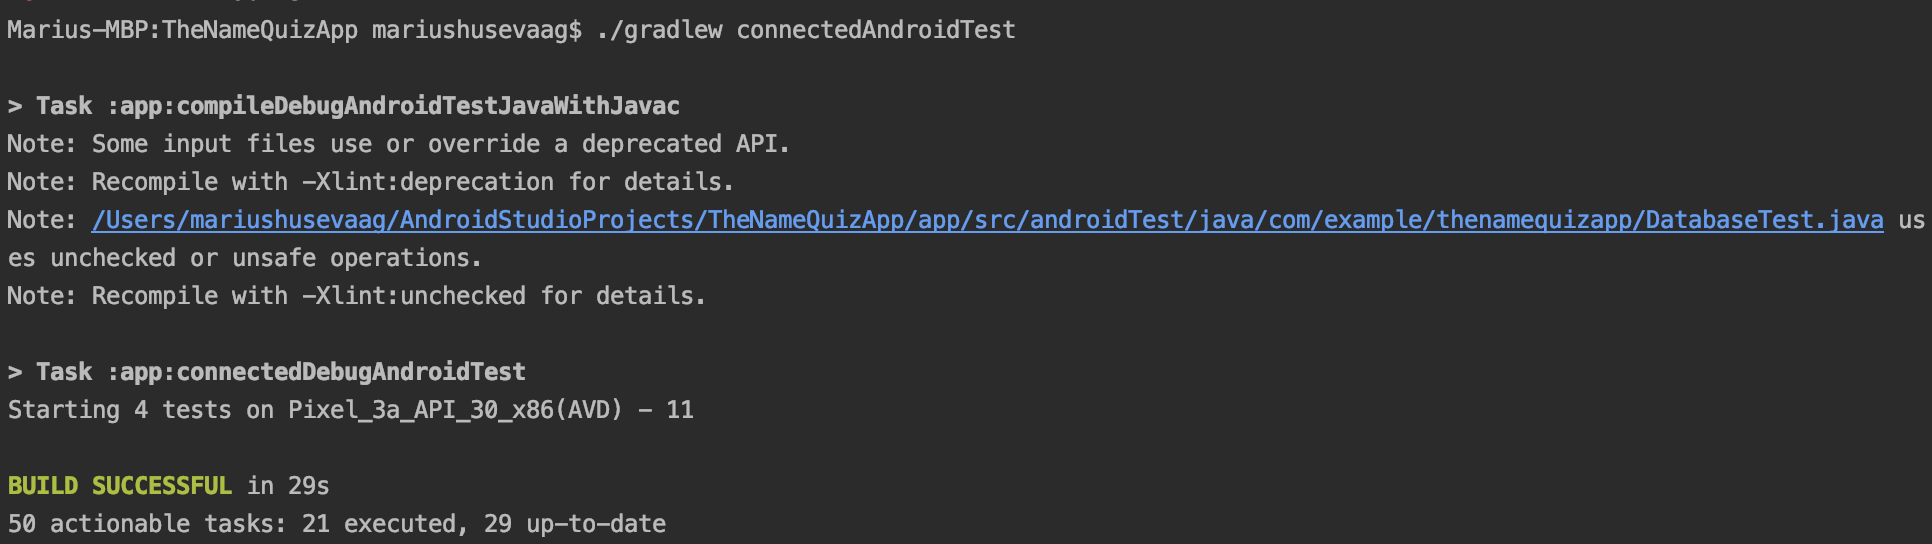 Marius-MBP:TheNameQuizApp mariushusevaag$ ./gradlew connectedAndroidTest
> Task :app:compileDebugAndroidTestJavaWithJavac
Note: Some input files use or override a deprecated API.
Note: Recompile with -Xlint:deprecation for details.
Note: /Users/mariushusevaag/AndroidStudioProjects/TheNameQuizApp/app/src/androidTest/java/com/example/thenamequizapp/DatabaseTest.java us
es unchecked or unsafe operations.
Note: Recompile with -Xlint:unchecked for details.
> Task :app:connectedDebugAndroidTest
Starting 4 tests on Pixel_3a_API_30_x86(AVD) - 11
BUILD SUCCESSFUL in 29s
50 actionable tasks: 21 executed, 29 up-to-date